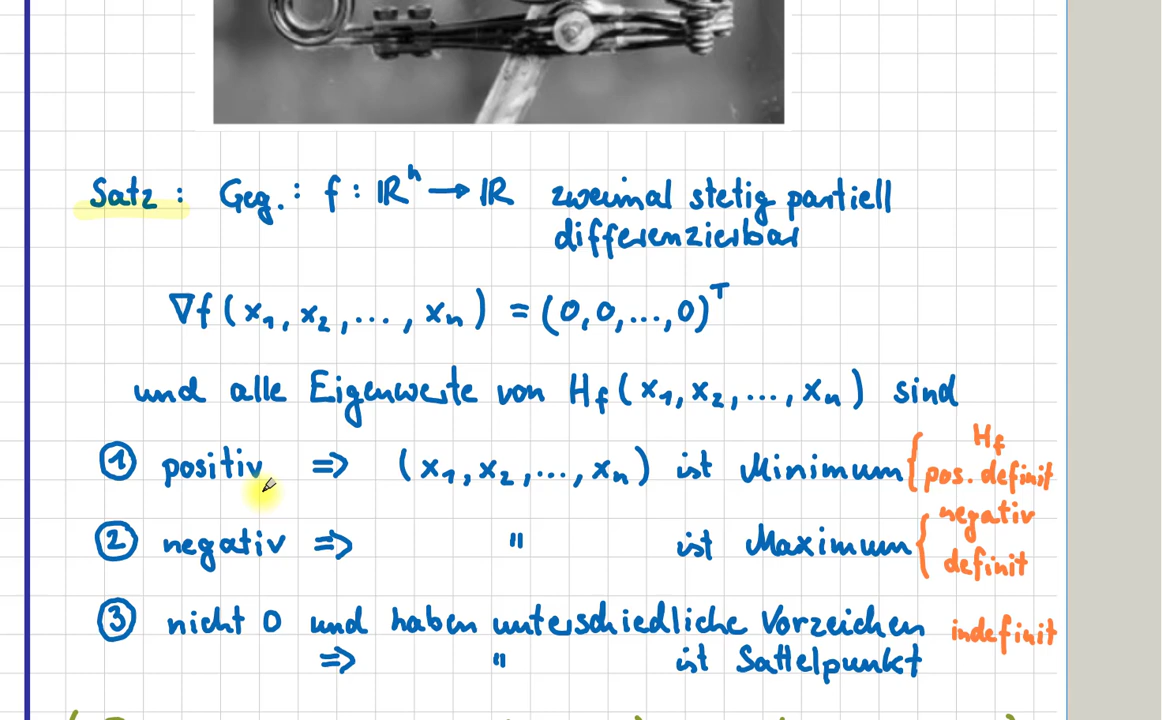 Satz : Geg. : f : ℝⁿ → ℝ zweimal stetig partiell
differenzierbar
∇f (x₁, x₂, ..., xₙ) = (0, 0, ..., 0)ᵀ
und alle Eigenwerte von H_f (x₁, x₂, ..., xₙ) sind
① positiv ⇒ (x₁, x₂, ..., xₙ) ist Minimum { H_f
pos. definit
② negativ ⇒ " ist Maximum { negativ
definit
③ nicht 0 und haben unterschiedliche Vorzeichen indefinit
⇒ " ist Sattelpunkt